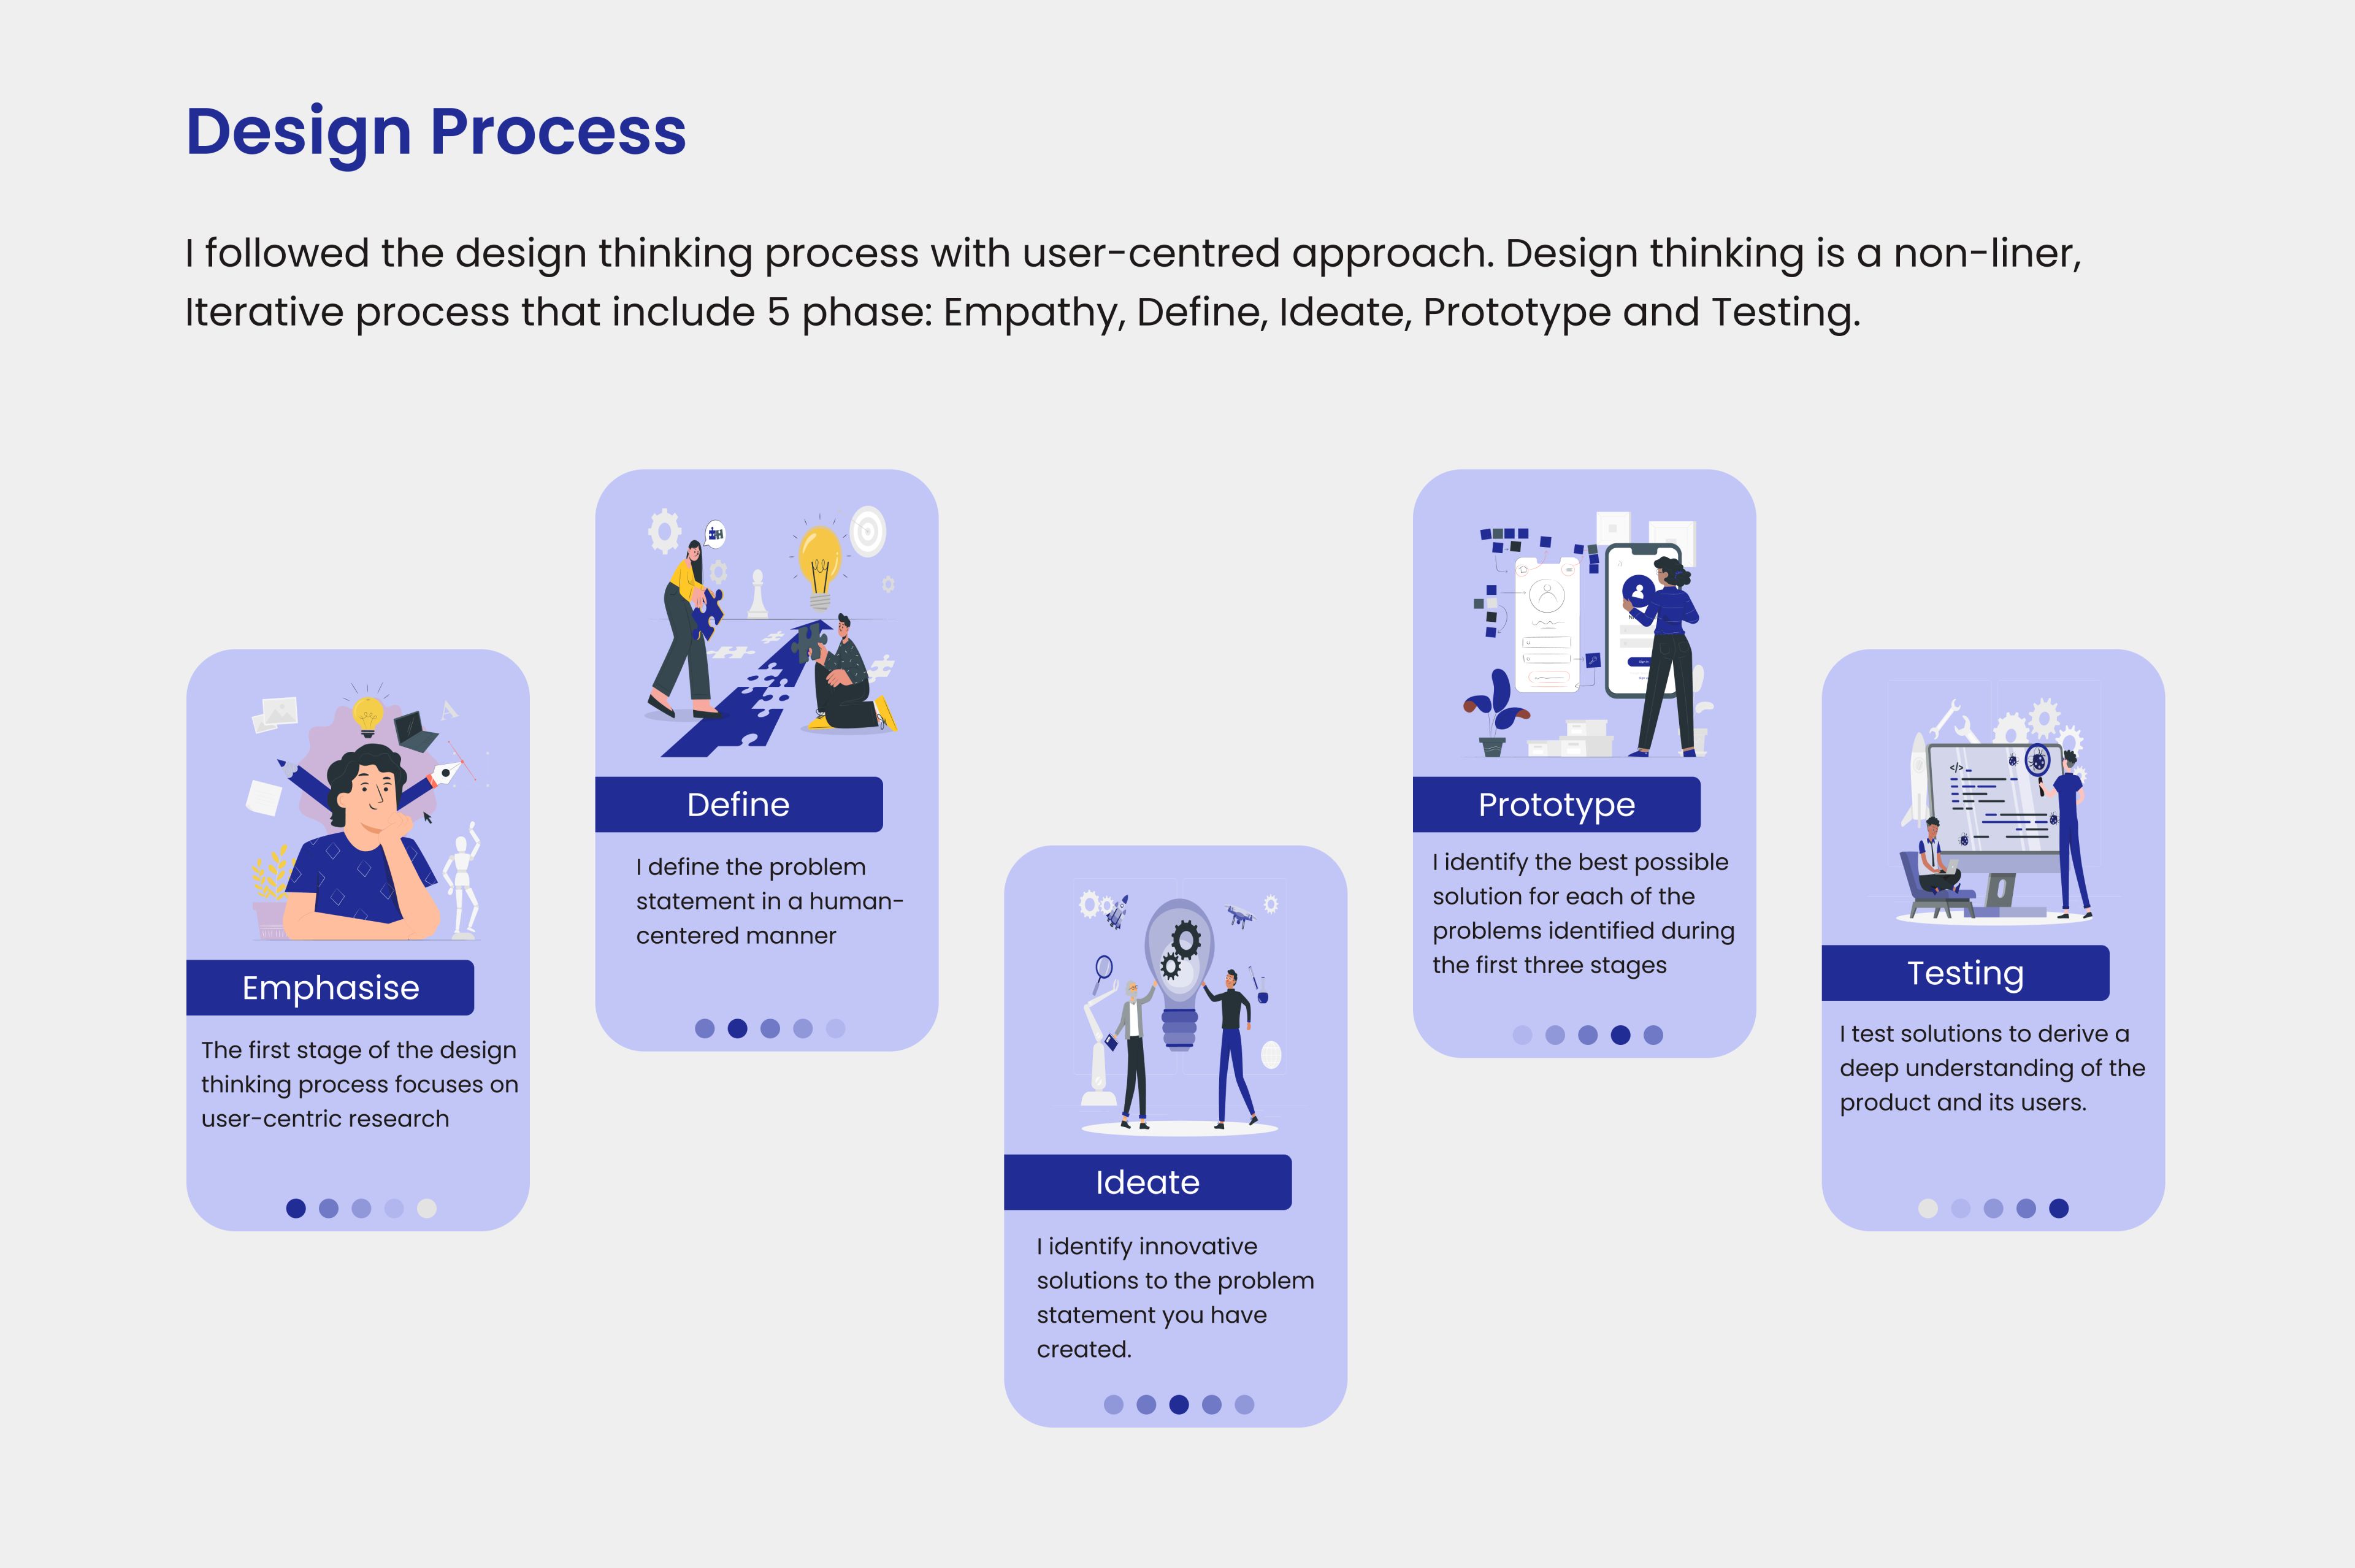 Design Process
I followed the design thinking process with user-centred approach. Design thinking is a non-liner,
Iterative process that include 5 phase: Empathy, Define, Ideate, Prototype and Testing.
Emphasise
The first stage of the design
thinking process focuses on
user-centric research
Define
I define the problem
statement in a human-
centered manner
Ideate
I identify innovative
solutions to the problem
statement you have
created.
Prototype
I identify the best possible
solution for each of the
problems identified during
the first three stages
Testing
I test solutions to derive a
deep understanding of the
product and its users.
A
</>